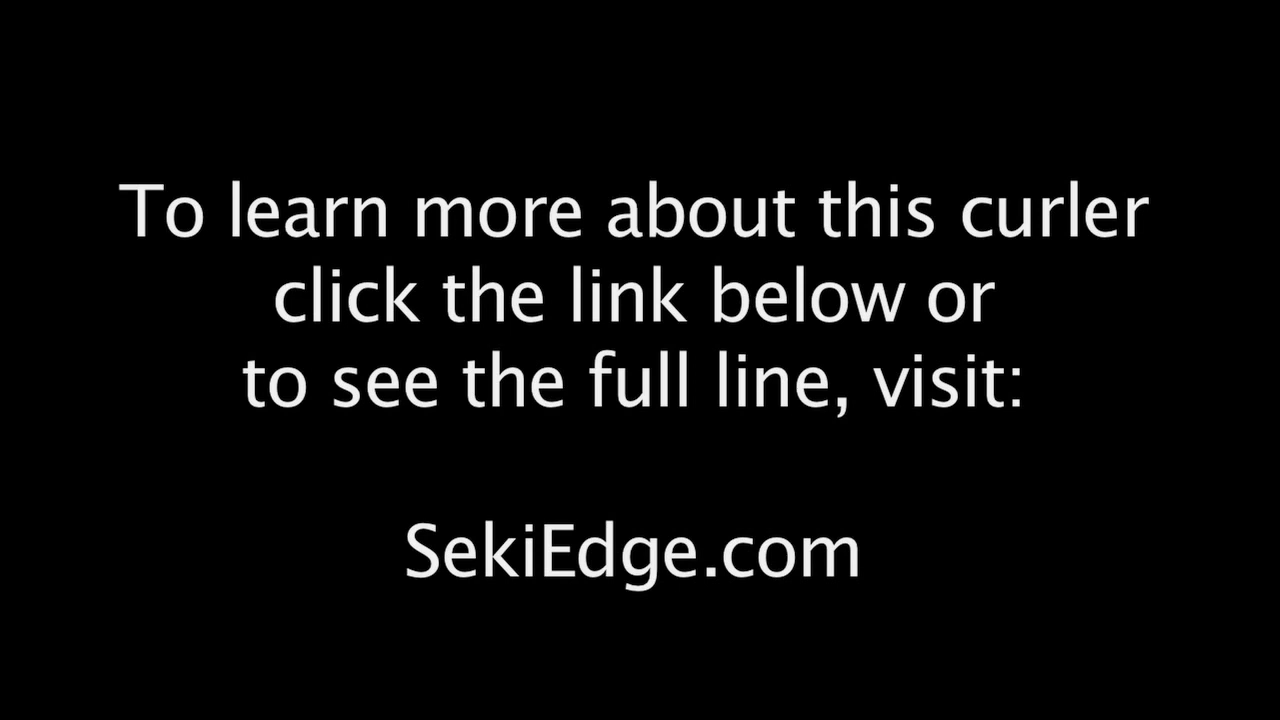 To learn more about this curler
click the link below or
to see the full line, visit:
SekiEdge.com